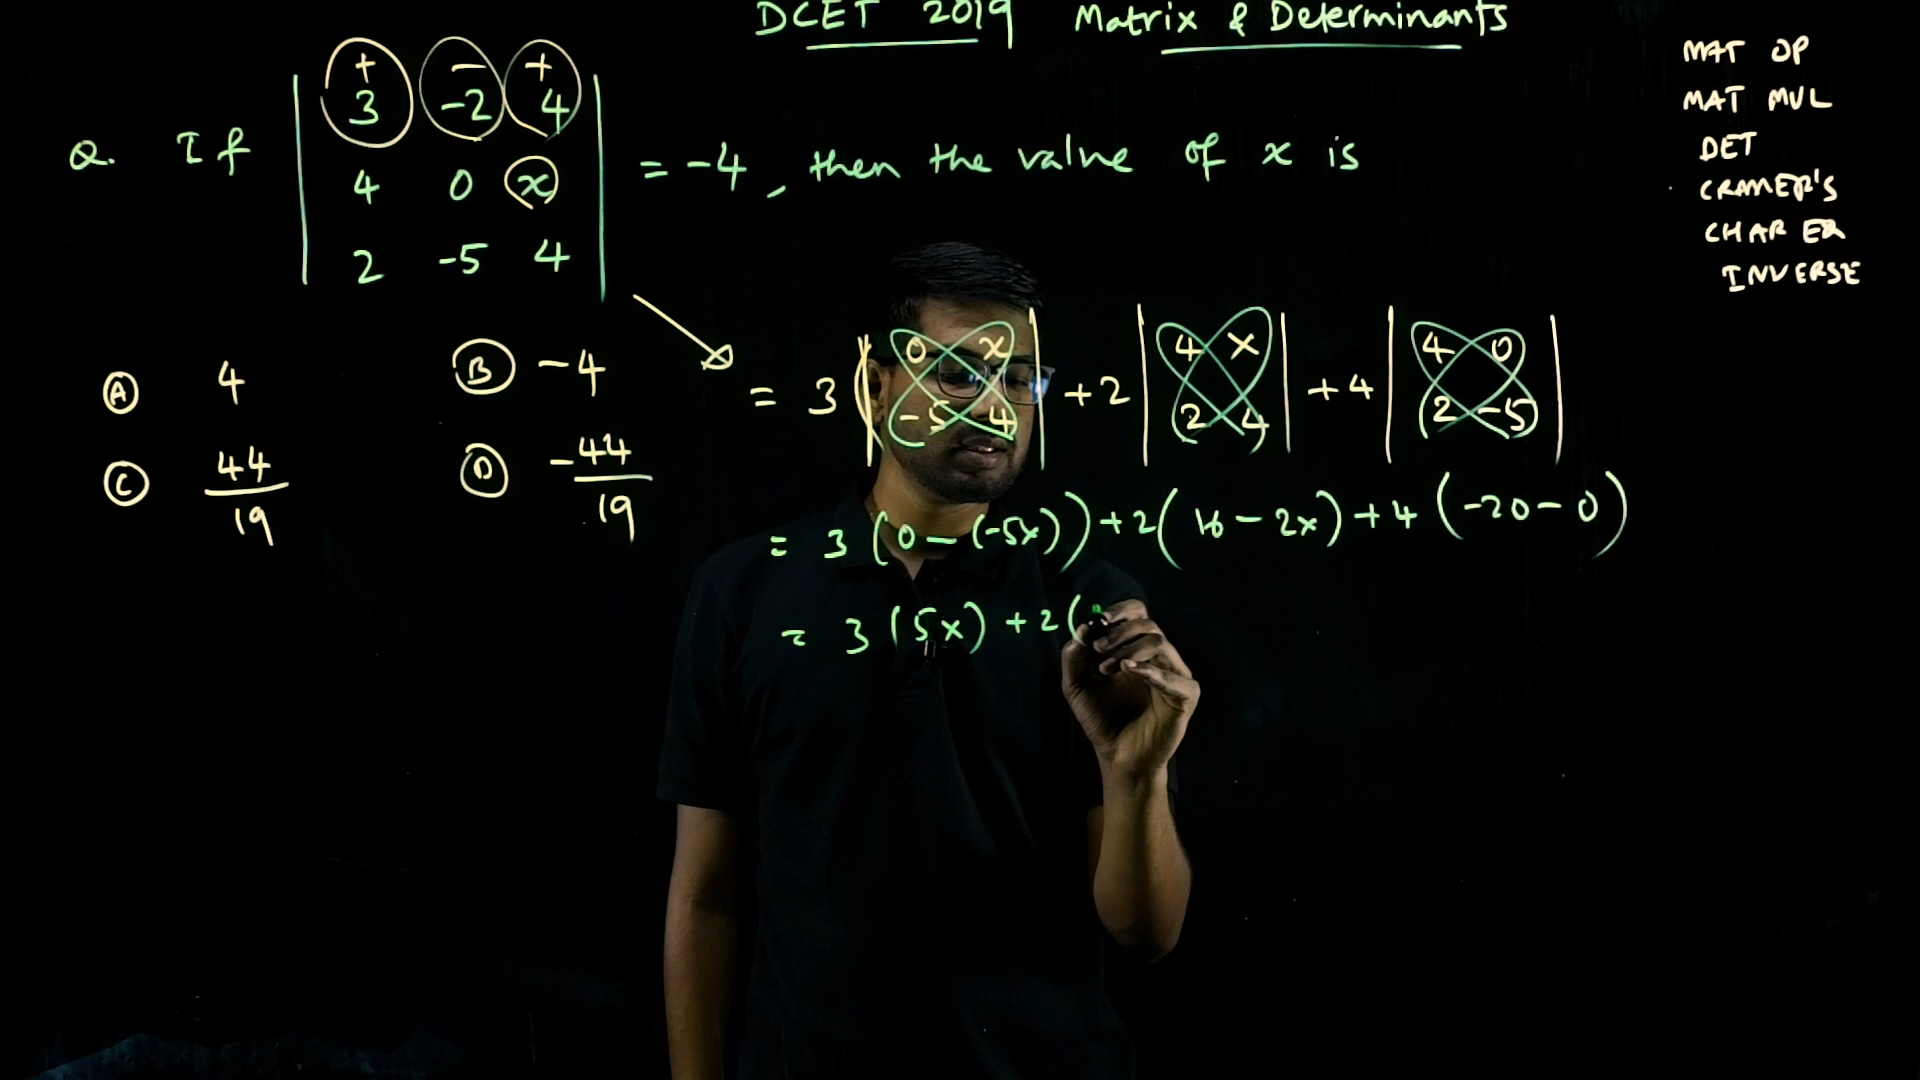 DCET 2019 Matrix & Determinants
MAT OP
MAT MUL
DET
CRAMER'S
CHAR EQ
INVERSE
+ - +
3 -2 4
Q. If 4 0 x = -4, then the value of x is
2 -5 4
A 4 B -4
C 44/19 D -44/19
= 3 | 0 x | + 2 | 4 x | + 4 | 4 0 |
-5 4 2 4 2 -5
= 3 (0 - (-5x)) + 2 (16 - 2x) + 4 (-20 - 0)
= 3 (5x) + 2 (